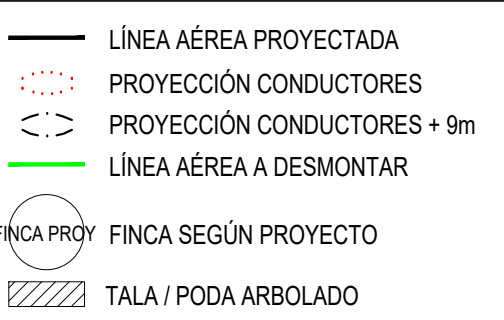 LÍNEA AÉREA PROYECTADA
PROYECCIÓN CONDUCTORES
PROYECCIÓN CONDUCTORES + 9m
LÍNEA AÉREA A DESMONTAR
FINCA PROY FINCA SEGÚN PROYECTO
TALA / PODA ARBOLADO